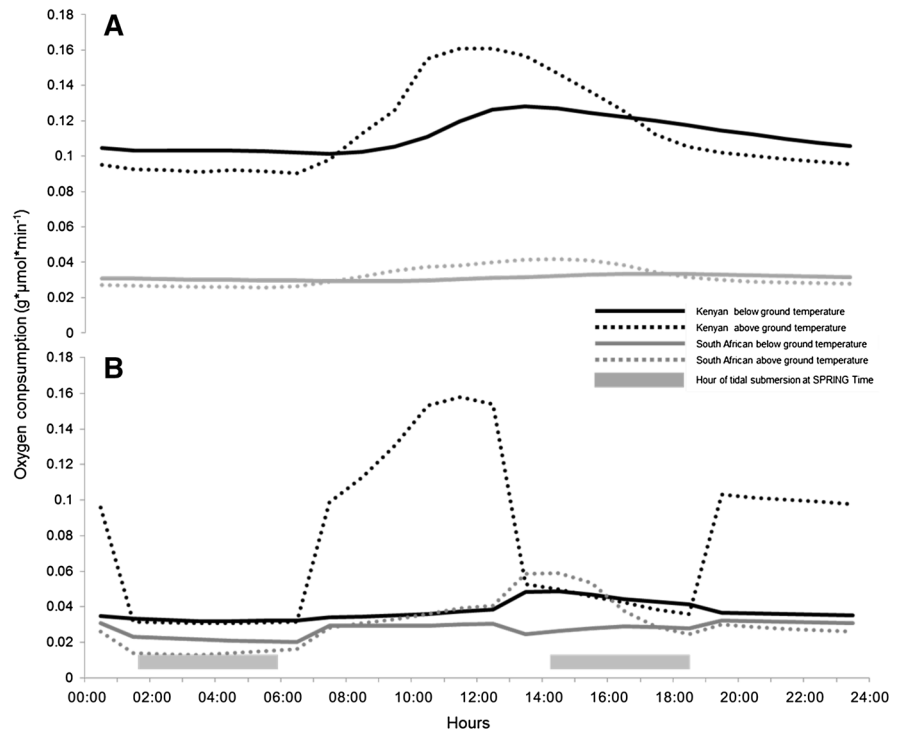 A
0.18
0.16
0.14
0.12
0.1
0.08
0.06
0.04
0.02
0
Oxygen conpsumption (g*µmol*min-1)
Kenyan below ground temperature
Kenyan above ground temperature
South African below ground temperature
South African above ground temperature
Hour of tidal submersion at SPRING Time
B
0.18
0.16
0.14
0.12
0.1
0.08
0.06
0.04
0.02
0
00:00 02:00 04:00 06:00 08:00 10:00 12:00 14:00 16:00 18:00 20:00 22:00 24:00
Hours